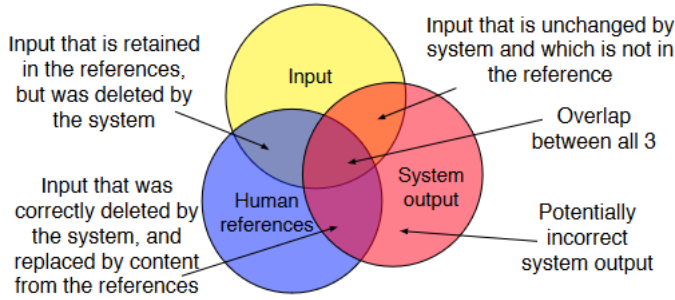 Input that is retained
in the references,
but was deleted by
the system
Input
Input that is unchanged by
system and which is not in
the reference
Overlap
between all 3
Human
references
System
output
Input that was
correctly deleted by
the system, and
replaced by content
from the references
Potentially
incorrect
system output